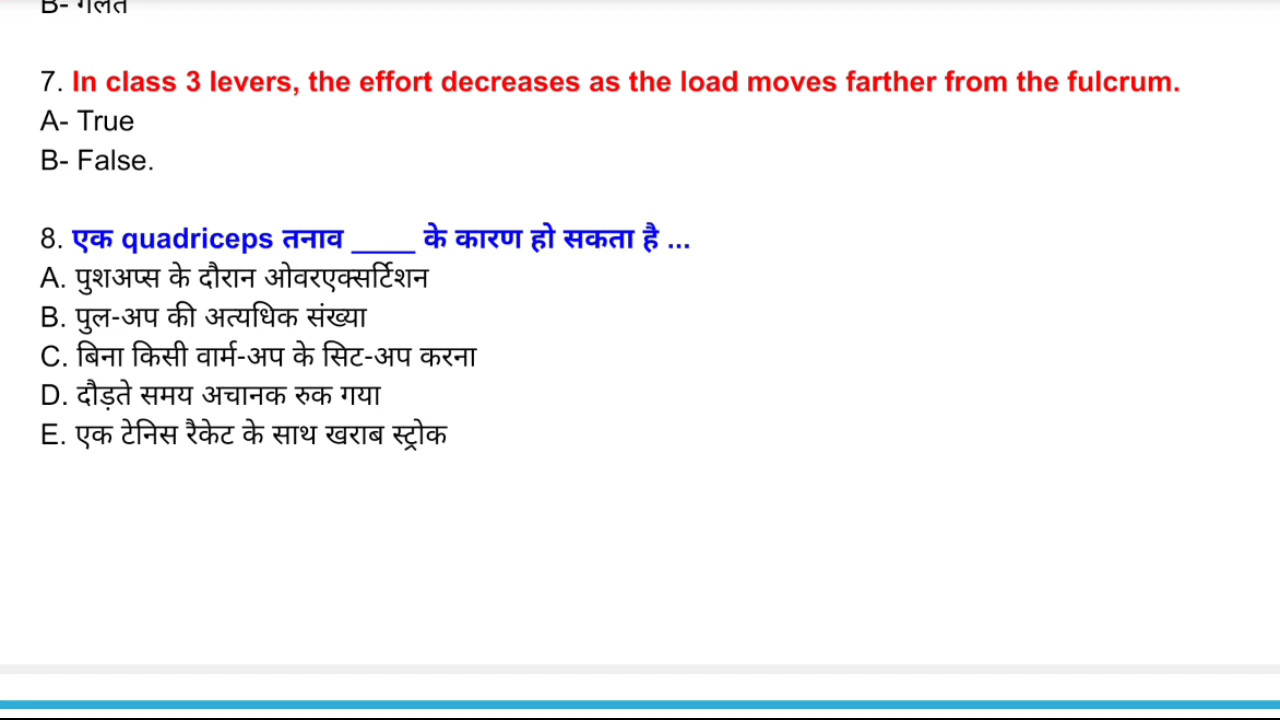 B- गलत
7. In class 3 levers, the effort decreases as the load moves farther from the fulcrum.
A- True
B- False.
8. एक quadriceps तनाव ____ के कारण हो सकता है ...
A. पुशअप्स के दौरान ओवरएक्सर्टिशन
B. पुल-अप की अत्यधिक संख्या
C. बिना किसी वार्म-अप के सिट-अप करना
D. दौड़ते समय अचानक रुक गया
E. एक टेनिस रैकेट के साथ खराब स्ट्रोक